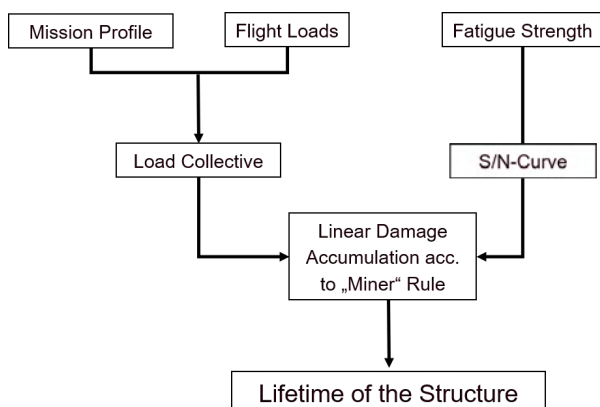 Mission Profile
Flight Loads
Fatigue Strength
Load Collective
S/N-Curve
Linear Damage
Accumulation acc.
to „Miner“ Rule
Lifetime of the Structure